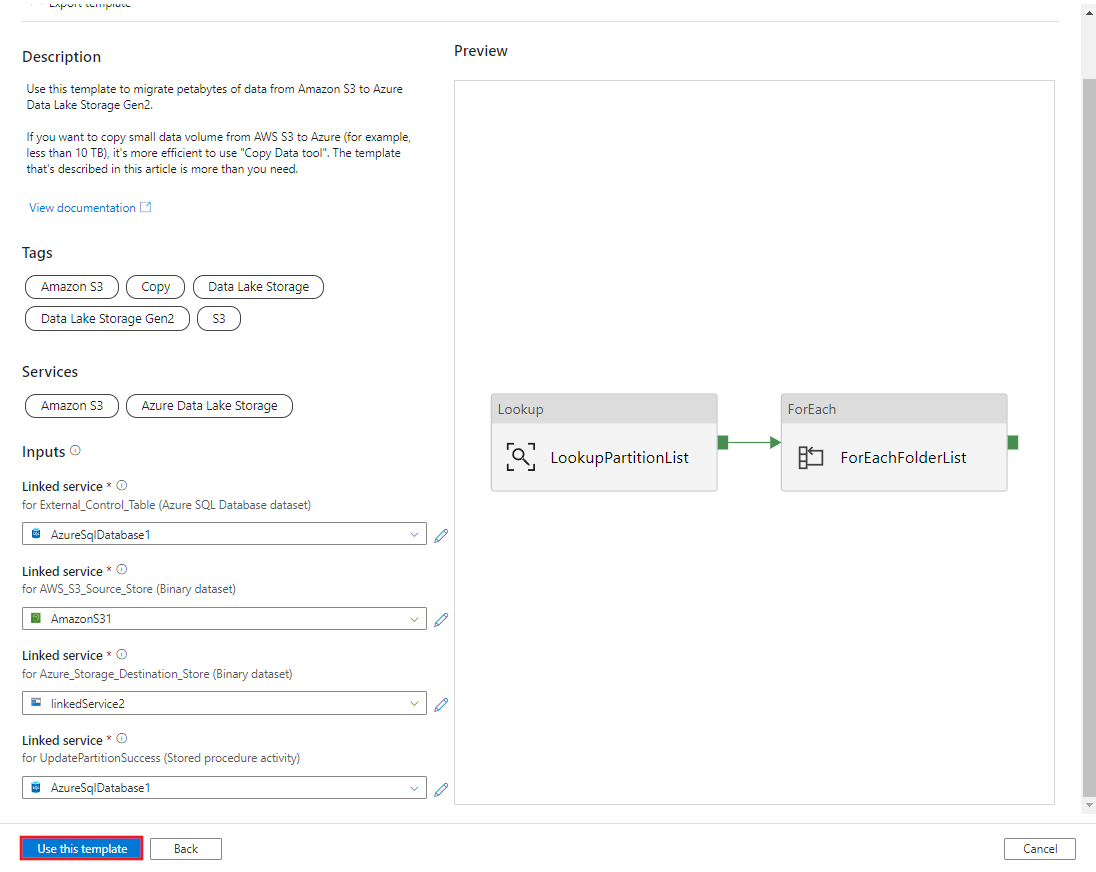 Export template
Description
Use this template to migrate petabytes of data from Amazon S3 to Azure
Data Lake Storage Gen2.
If you want to copy small data volume from AWS S3 to Azure (for example,
less than 10 TB), it's more efficient to use "Copy Data tool". The template
that's described in this article is more than you need.
View documentation
Tags
Amazon S3
Copy
Data Lake Storage
Data Lake Storage Gen2
S3
Services
Amazon S3
Azure Data Lake Storage
Inputs
Linked service *
for External_Control_Table (Azure SQL Database dataset)
AzureSqlDatabase1
Linked service *
for AWS_S3_Source_Store (Binary dataset)
AmazonS31
Linked service *
for Azure_Storage_Destination_Store (Binary dataset)
linkedService2
Linked service *
for UpdatePartitionSuccess (Stored procedure activity)
AzureSqlDatabase1
Preview
Lookup
LookupPartitionList
ForEach
ForEachFolderList
Use this template
Back
Cancel